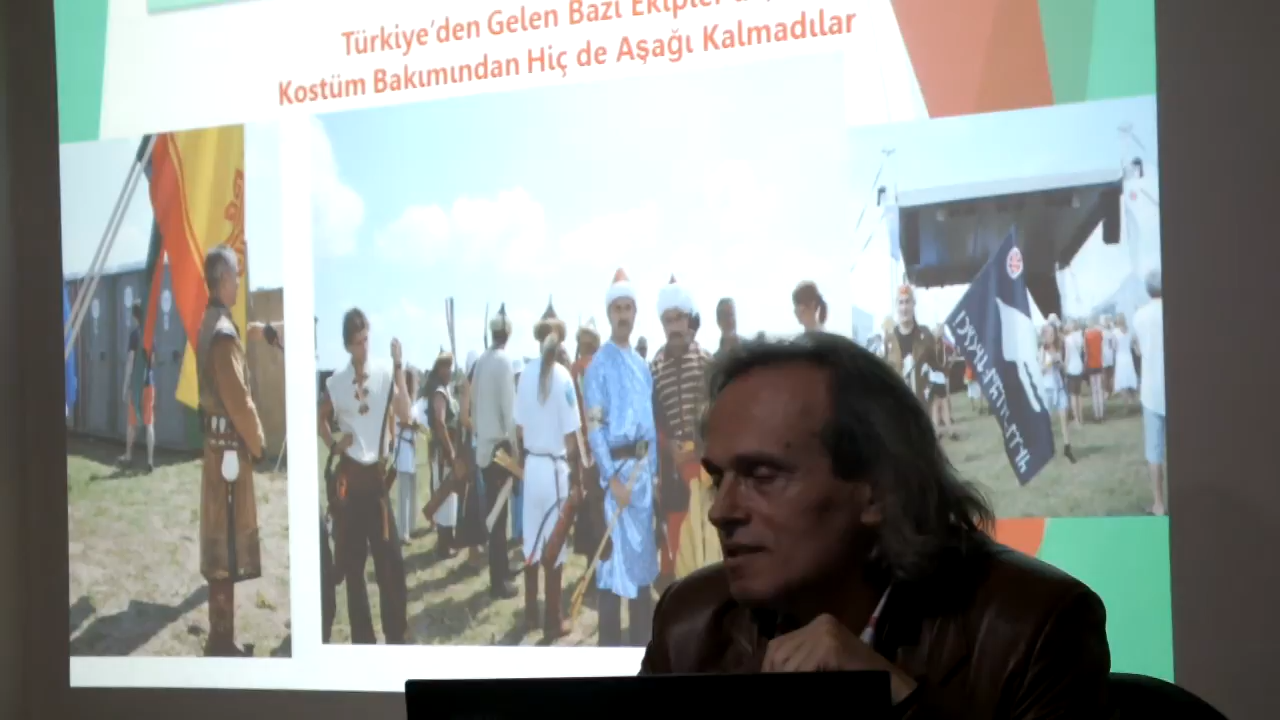 Türkiye'den Gelen Bazı Ekipler
Kostüm Bakımından Hiç de Aşağı Kalmadılar